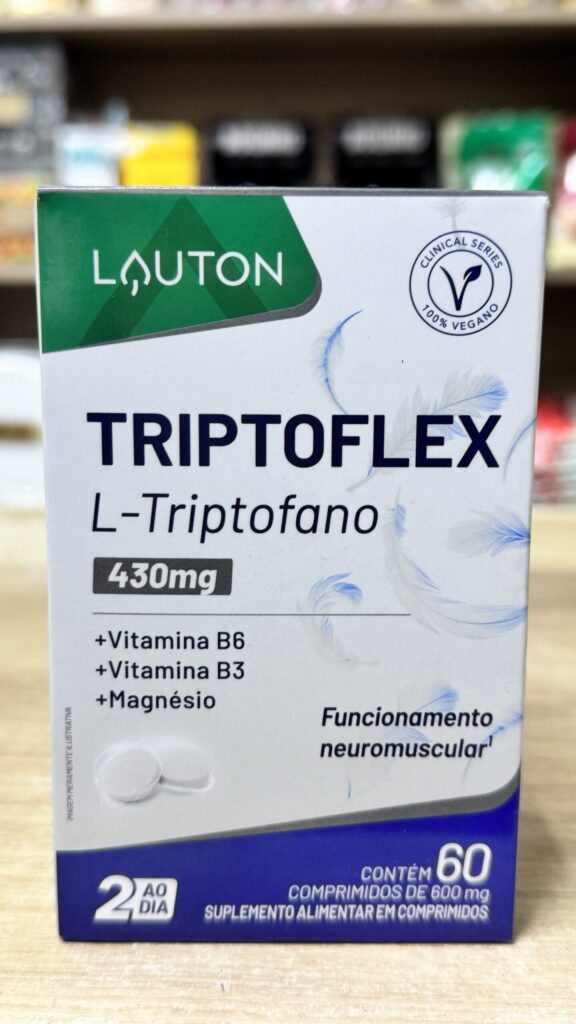 LAUTON
CLINICAL SERIES
100% VEGANO
TRIPTOFLEX
L-Triptofano
430mg
+Vitamina B6
+Vitamina B3
+Magnésio
Funcionamento
neuromuscular¹
IMAGEM MERAMENTE ILUSTRATIVA
2 AO
DIA
CONTÉM 60
COMPRIMIDOS DE 600 mg
SUPLEMENTO ALIMENTAR EM COMPRIMIDOS